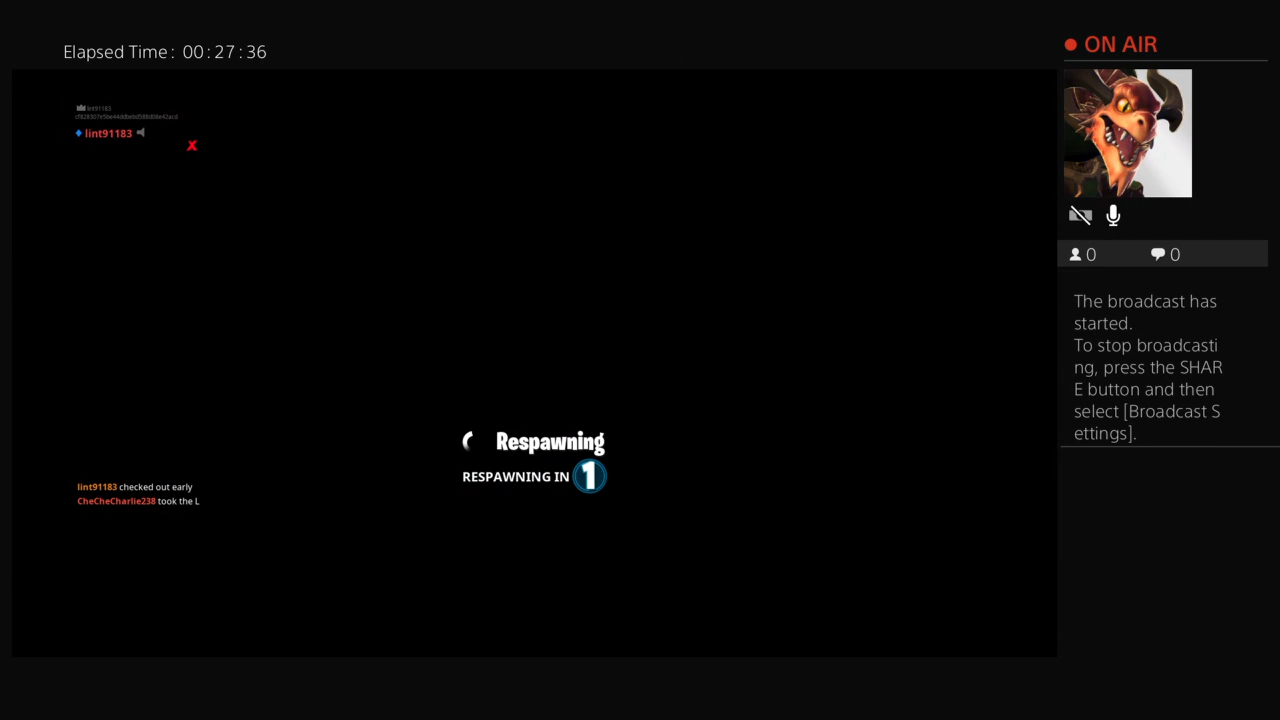 Elapsed Time: 00:27:36
ON AIR
lint91183
lint91183
X
0
0
The broadcast has
started.
To stop broadcasti
ng, press the SHAR
E button and then
select [Broadcast S
ettings].
Respawning
RESPAWNING IN 1
lint91183 checked out early
CheCheCharlie238 took the L